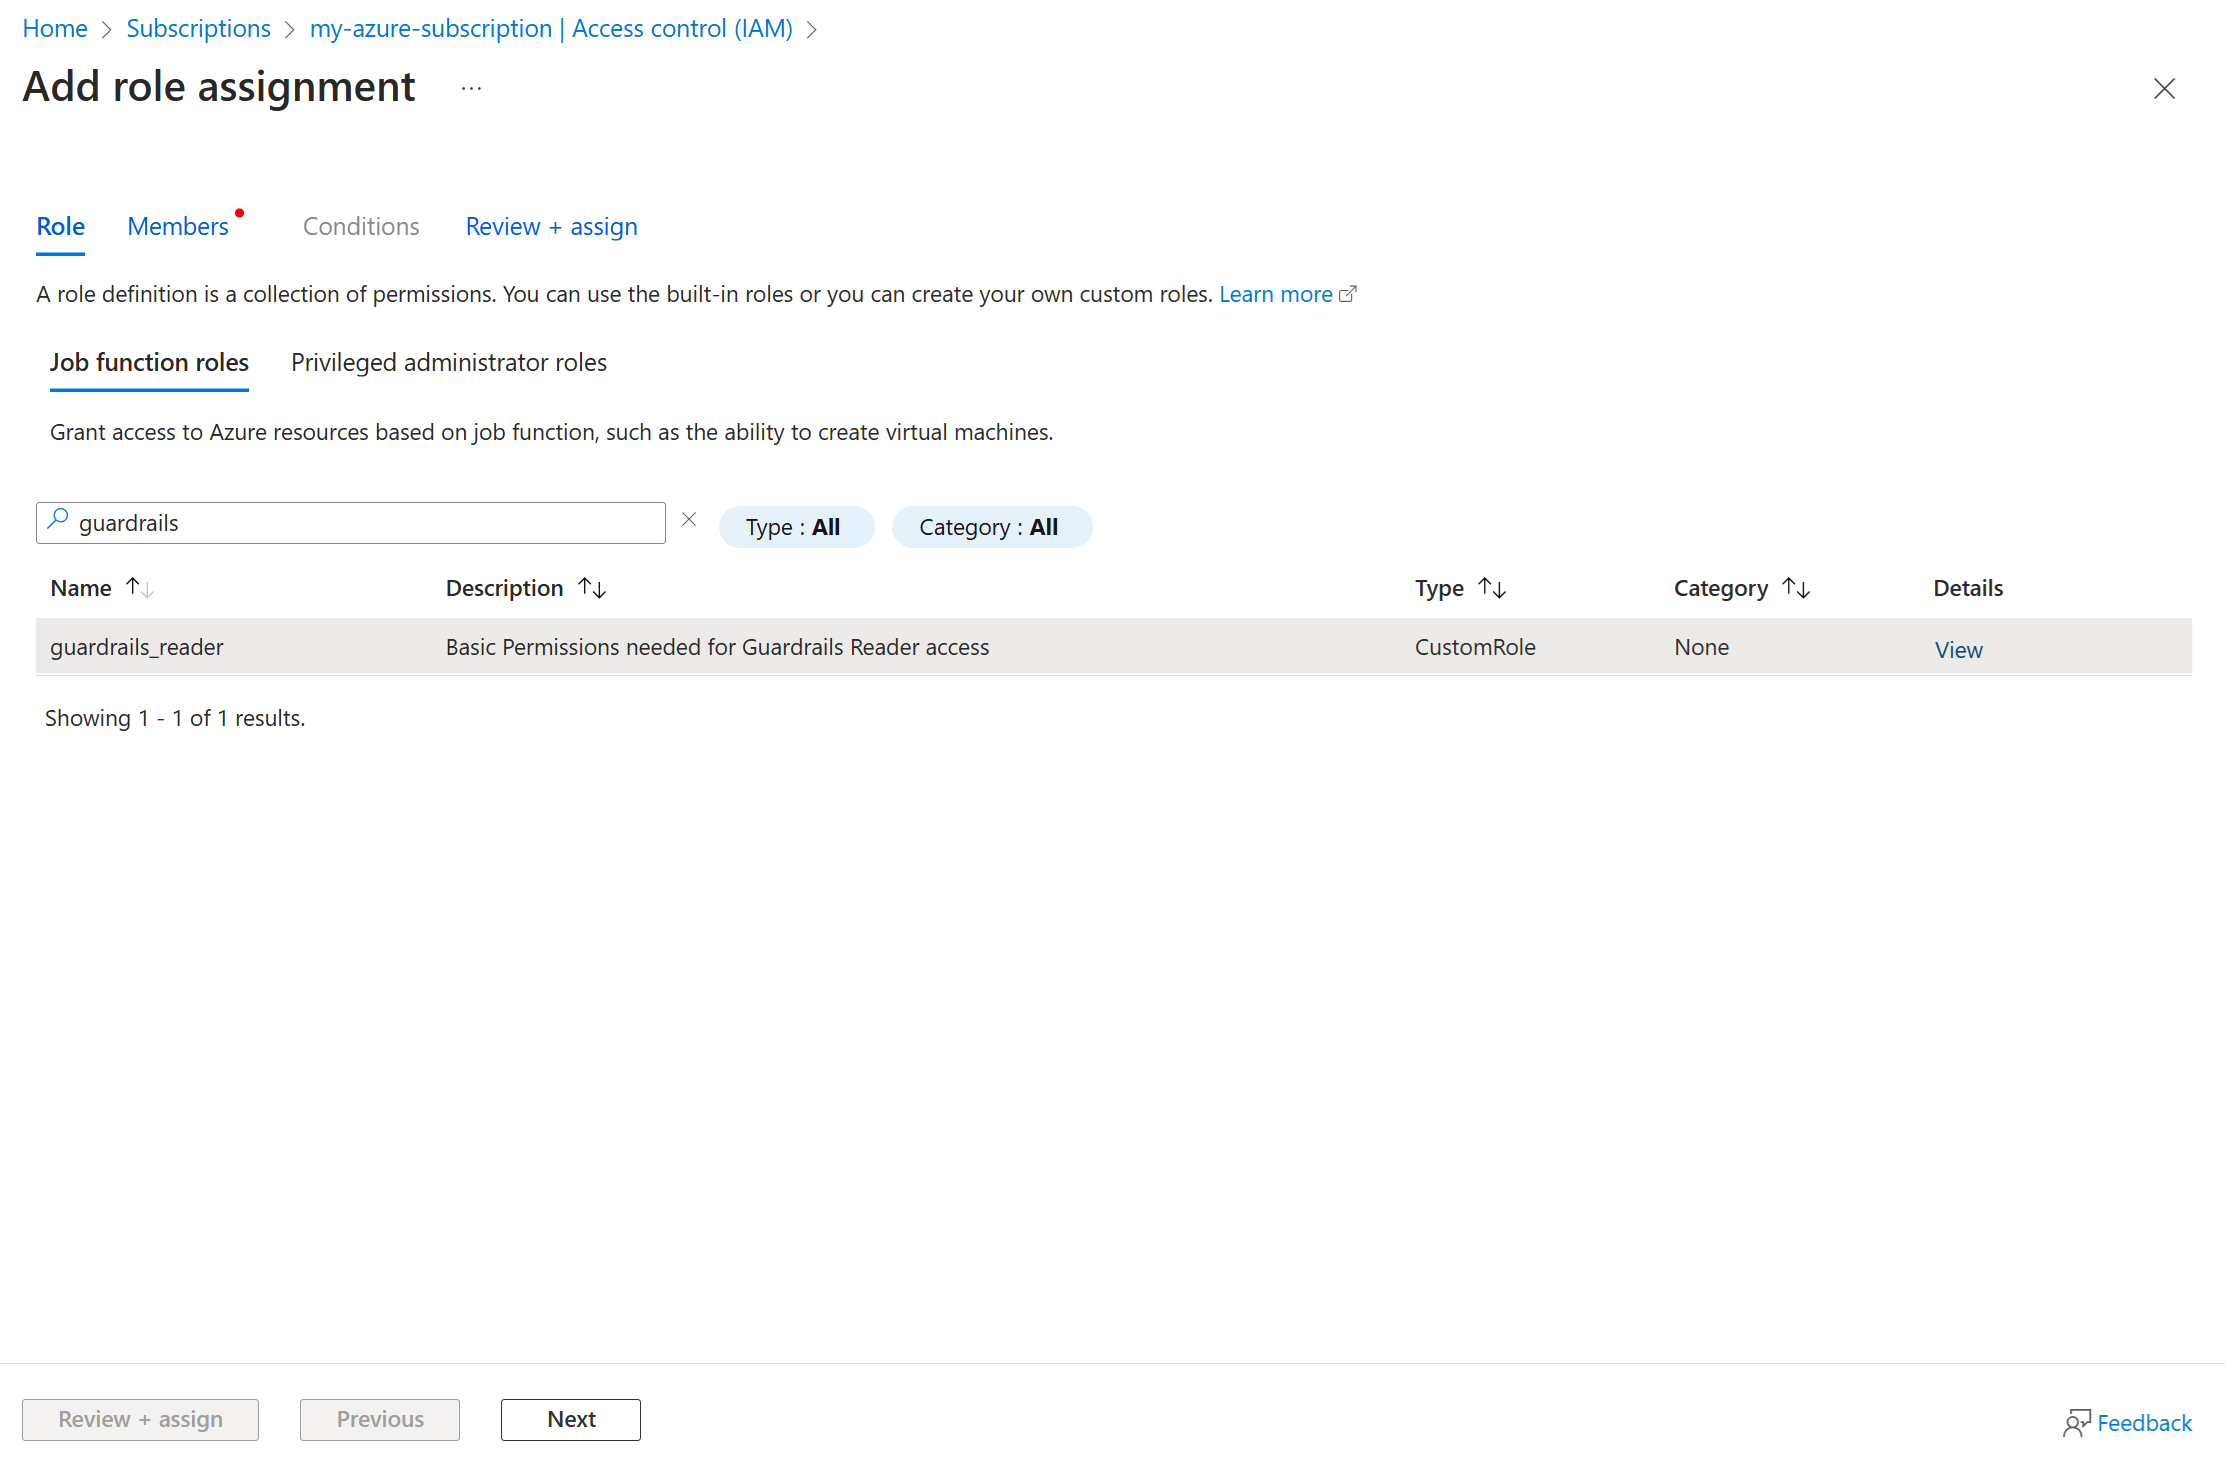 Home > Subscriptions > my-azure-subscription | Access control (IAM) >
Add role assignment ...
Role Members Conditions Review + assign
A role definition is a collection of permissions. You can use the built-in roles or you can create your own custom roles. Learn more
Job function roles Privileged administrator roles
Grant access to Azure resources based on job function, such as the ability to create virtual machines.
guardrails Type : All Category : All
Name Description Type Category Details
guardrails_reader Basic Permissions needed for Guardrails Reader access CustomRole None View
Showing 1 - 1 of 1 results.
Review + assign Previous Next Feedback